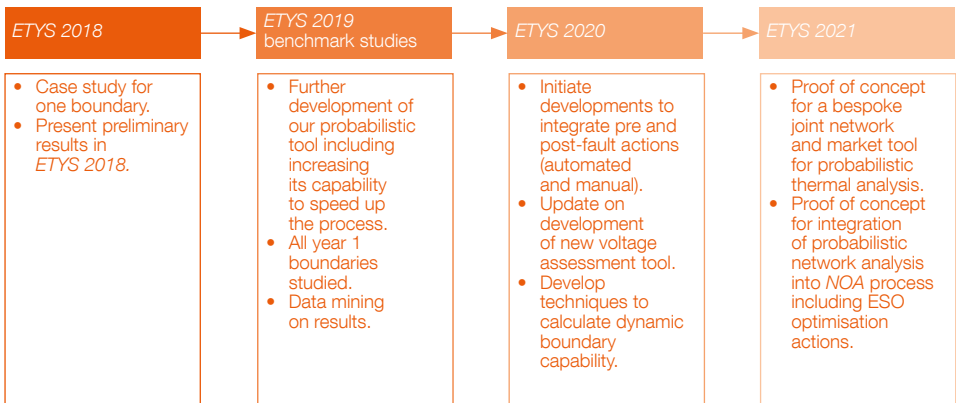 ETYS 2018
• Case study for
one boundary.
• Present preliminary
results in
ETYS 2018.
ETYS 2019
benchmark studies
• Further
development of
our probabilistic
tool including
increasing
its capability
to speed up
the process.
• All year 1
boundaries
studied.
• Data mining
on results.
ETYS 2020
• Initiate
developments to
integrate pre and
post-fault actions
(automated
and manual).
• Update on
development
of new voltage
assessment tool.
• Develop
techniques to
calculate dynamic
boundary
capability.
ETYS 2021
• Proof of concept
for a bespoke
joint network
and market tool
for probabilistic
thermal analysis.
• Proof of concept
for integration
of probabilistic
network analysis
into NOA process
including ESO
optimisation
actions.